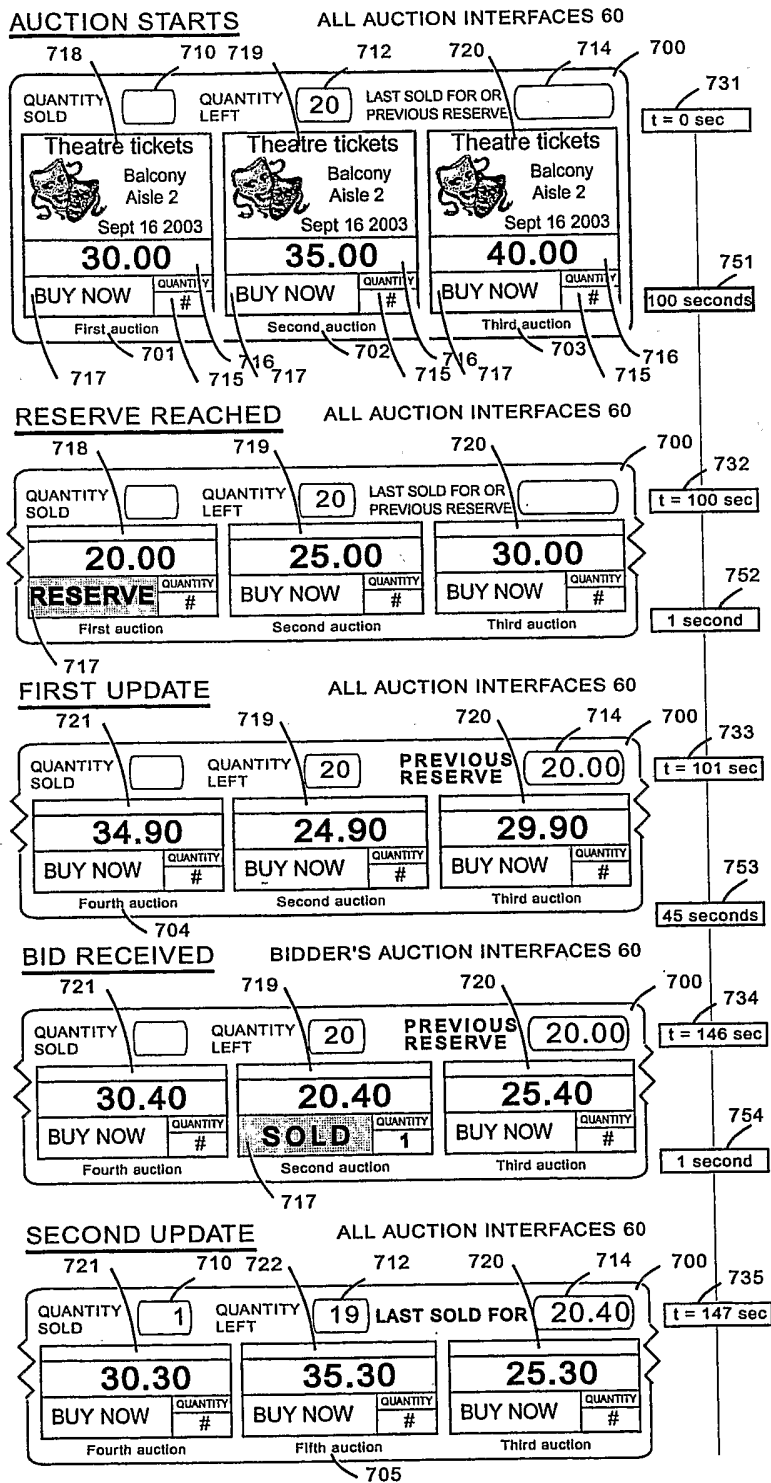 AUCTION STARTS ALL AUCTION INTERFACES 60
718 710 719 712 720 714 700
731
QUANTITY SOLD QUANTITY LEFT 20 LAST SOLD FOR OR PREVIOUS RESERVE
t = 0 sec
Theatre tickets Theatre tickets Theatre tickets
Balcony Balcony Balcony
Aisle 2 Aisle 2 Aisle 2
Sept 16 2003 Sept 16 2003 Sept 16 2003
30.00 35.00 40.00
751
BUY NOW QUANTITY # BUY NOW QUANTITY # BUY NOW QUANTITY #
100 seconds
First auction Second auction Third auction
701 702 703
717 715 716 717 715 716 717 715 716
RESERVE REACHED ALL AUCTION INTERFACES 60
718 719 720 700
732
QUANTITY SOLD QUANTITY LEFT 20 LAST SOLD FOR OR PREVIOUS RESERVE
t = 100 sec
20.00 25.00 30.00
752
RESERVE QUANTITY # BUY NOW QUANTITY # BUY NOW QUANTITY #
1 second
First auction Second auction Third auction
717
FIRST UPDATE ALL AUCTION INTERFACES 60
721 719 720 714 700
733
QUANTITY SOLD QUANTITY LEFT 20 PREVIOUS RESERVE 20.00
t = 101 sec
34.90 24.90 29.90
BUY NOW QUANTITY # BUY NOW QUANTITY # BUY NOW QUANTITY #
753
Fourth auction Second auction Third auction
45 seconds
704
BID RECEIVED BIDDER'S AUCTION INTERFACES 60
721 719 720 700
734
QUANTITY SOLD QUANTITY LEFT 20 PREVIOUS RESERVE 20.00
t = 146 sec
30.40 20.40 25.40
BUY NOW QUANTITY # SOLD QUANTITY 1 BUY NOW QUANTITY #
754
Fourth auction Second auction Third auction
1 second
717
SECOND UPDATE ALL AUCTION INTERFACES 60
721 710 722 712 720 714 700
735
QUANTITY SOLD 1 QUANTITY LEFT 19 LAST SOLD FOR 20.40
t = 147 sec
30.30 35.30 25.30
BUY NOW QUANTITY # BUY NOW QUANTITY # BUY NOW QUANTITY #
Fourth auction Fifth auction Third auction
705